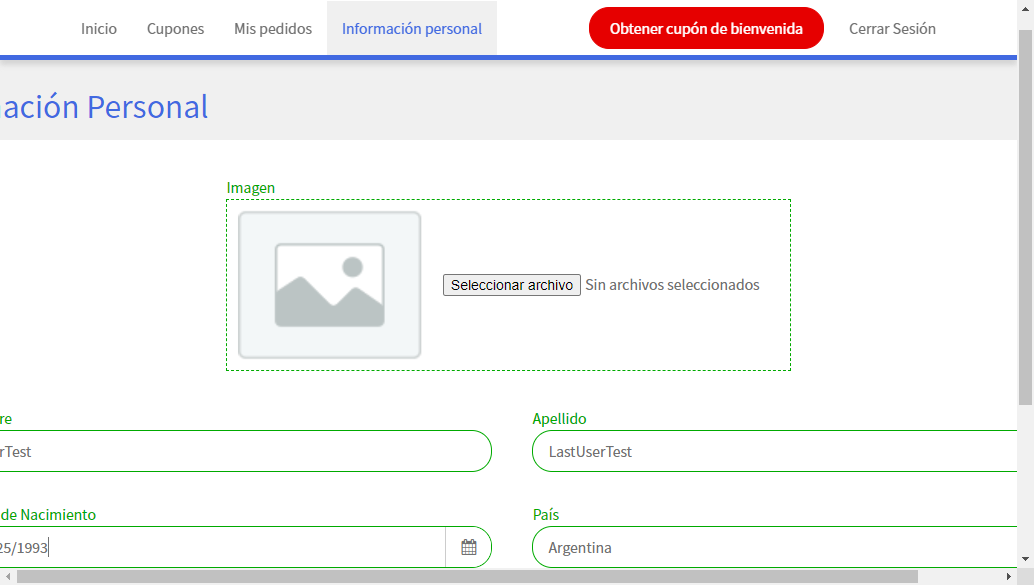 Inicio Cupones Mis pedidos Información personal Obtener cupón de bienvenida Cerrar Sesión
ación Personal
Imagen
Seleccionar archivo Sin archivos seleccionados
re Apellido
rTest LastUserTest
de Nacimiento País
25/1993 Argentina